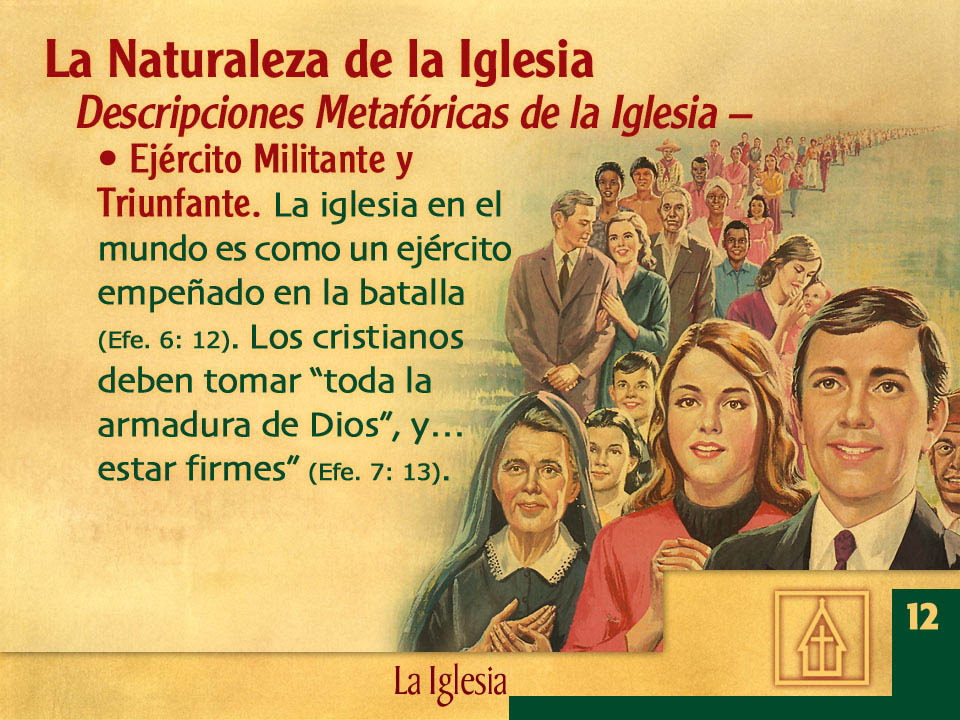 La Naturaleza de la Iglesia
Descripciones Metafóricas de la Iglesia –
• Ejército Militante y
Triunfante. La iglesia en el
mundo es como un ejército
empeñado en la batalla
(Efe. 6: 12). Los cristianos
deben tomar “toda la
armadura de Dios”, y…
estar firmes” (Efe. 7: 13).
12
La Iglesia